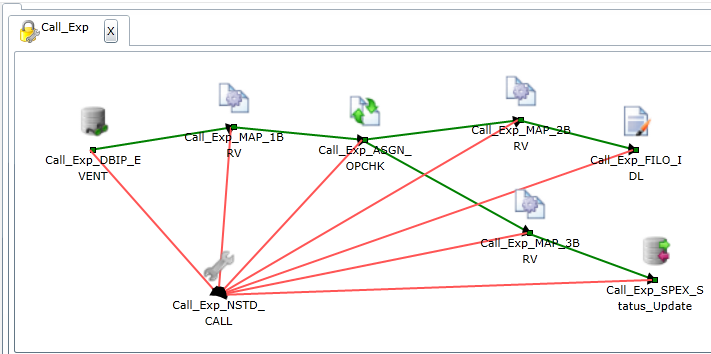 Call_Exp X
Call_Exp_DBIP_E
VENT
Call_Exp_MAP_1B
RV
Call_Exp_ASGN_
OPCHK
Call_Exp_MAP_2B
RV
Call_Exp_FILO_I
DL
Call_Exp_MAP_3B
RV
Call_Exp_SPEX_S
tatus_Update
Call_Exp_NSTD_
CALL